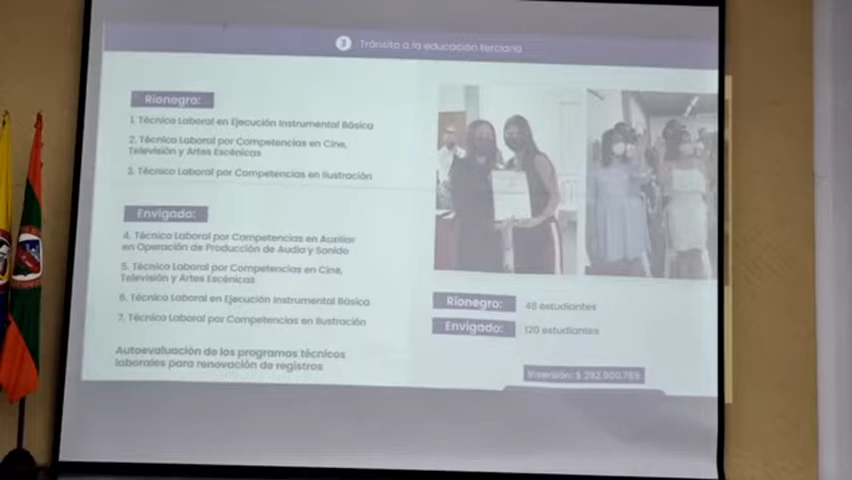 3 Tránsito a la educación terciaria
Rionegro:
1. Técnico Laboral en Ejecución Instrumental Básica
2. Técnico Laboral por Competencias en Cine,
Televisión y Artes Escénicas
3. Técnico Laboral por Competencias en Ilustración
Envigado:
4. Técnico Laboral por Competencias en Auxiliar
en Operación de Producción de Audio y Sonido
5. Técnico Laboral por Competencias en Cine,
Televisión y Artes Escénicas
6. Técnico Laboral en Ejecución Instrumental Básica
7. Técnico Laboral por Competencias en Ilustración
Autoevaluación de los programas técnicos
laborales para renovación de registros
Rionegro: 48 estudiantes
Envigado: 120 estudiantes
Inversión: $ 292.900.769